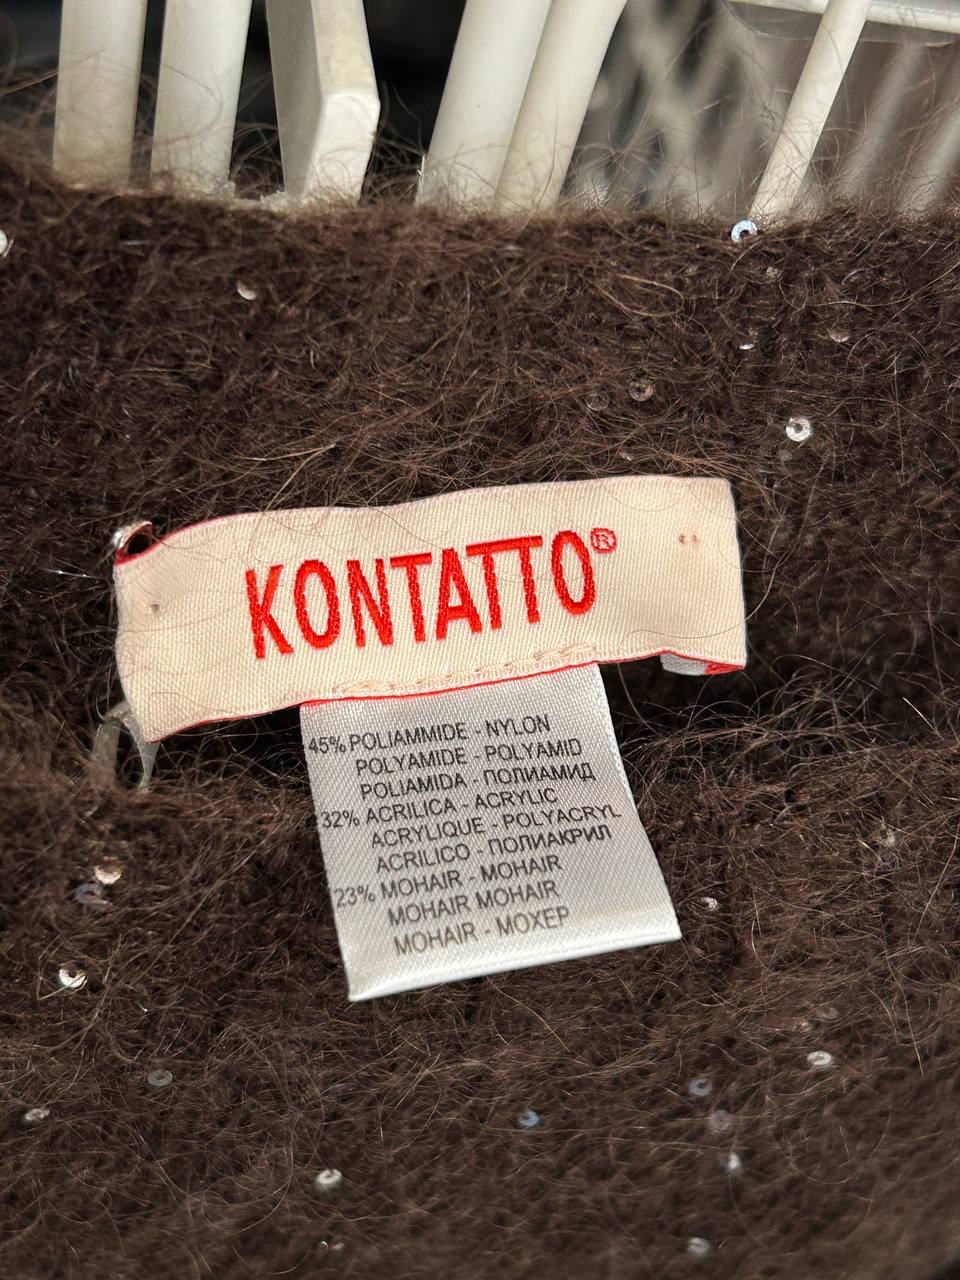 KONTATTO®
45% POLIAMMIDE - NYLON
POLYAMIDE - POLYAMID
POLIAMIDA - ПОЛИАМИД
32% ACRILICA - ACRYLIC
ACRYLIQUE - POLYACRYL
ACRILICO - ПОЛИАКРИЛ
23% MOHAIR - MOHAIR
MOHAIR MOHAIR
MOHAIR - МОХЕР